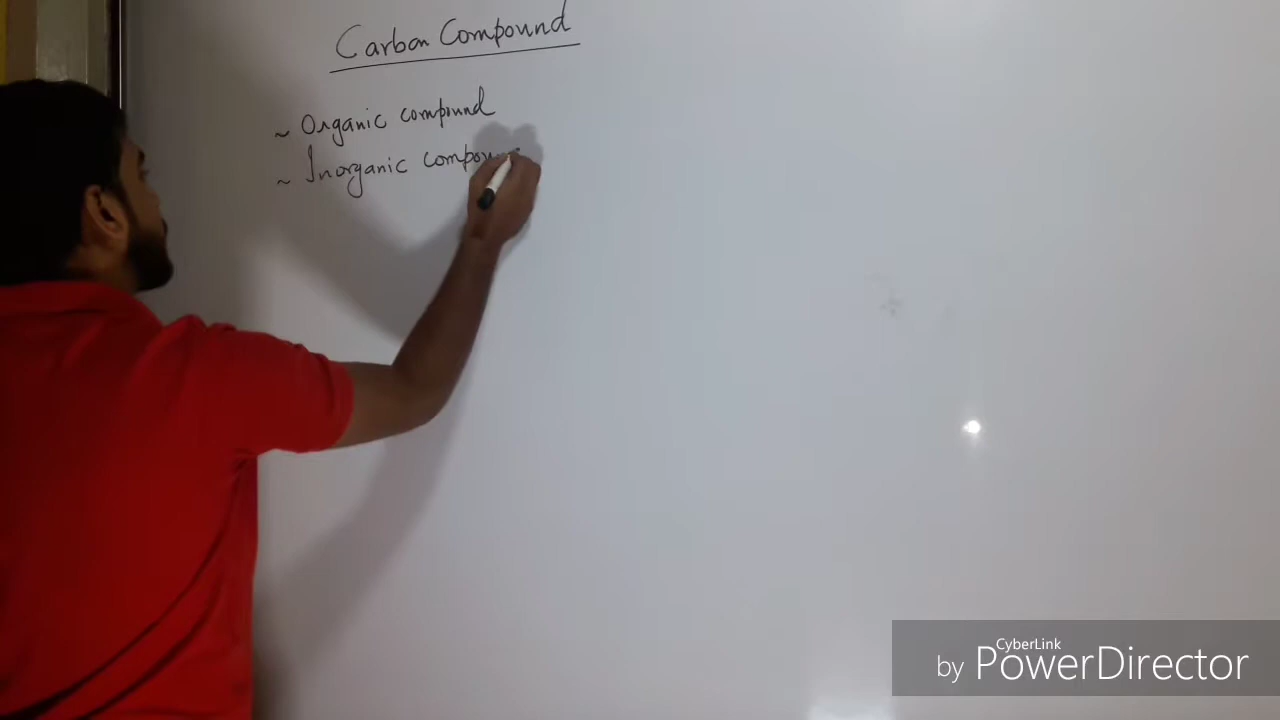 Carbon Compound
~ Organic compound
~ Inorganic
CyberLink
by PowerDirector